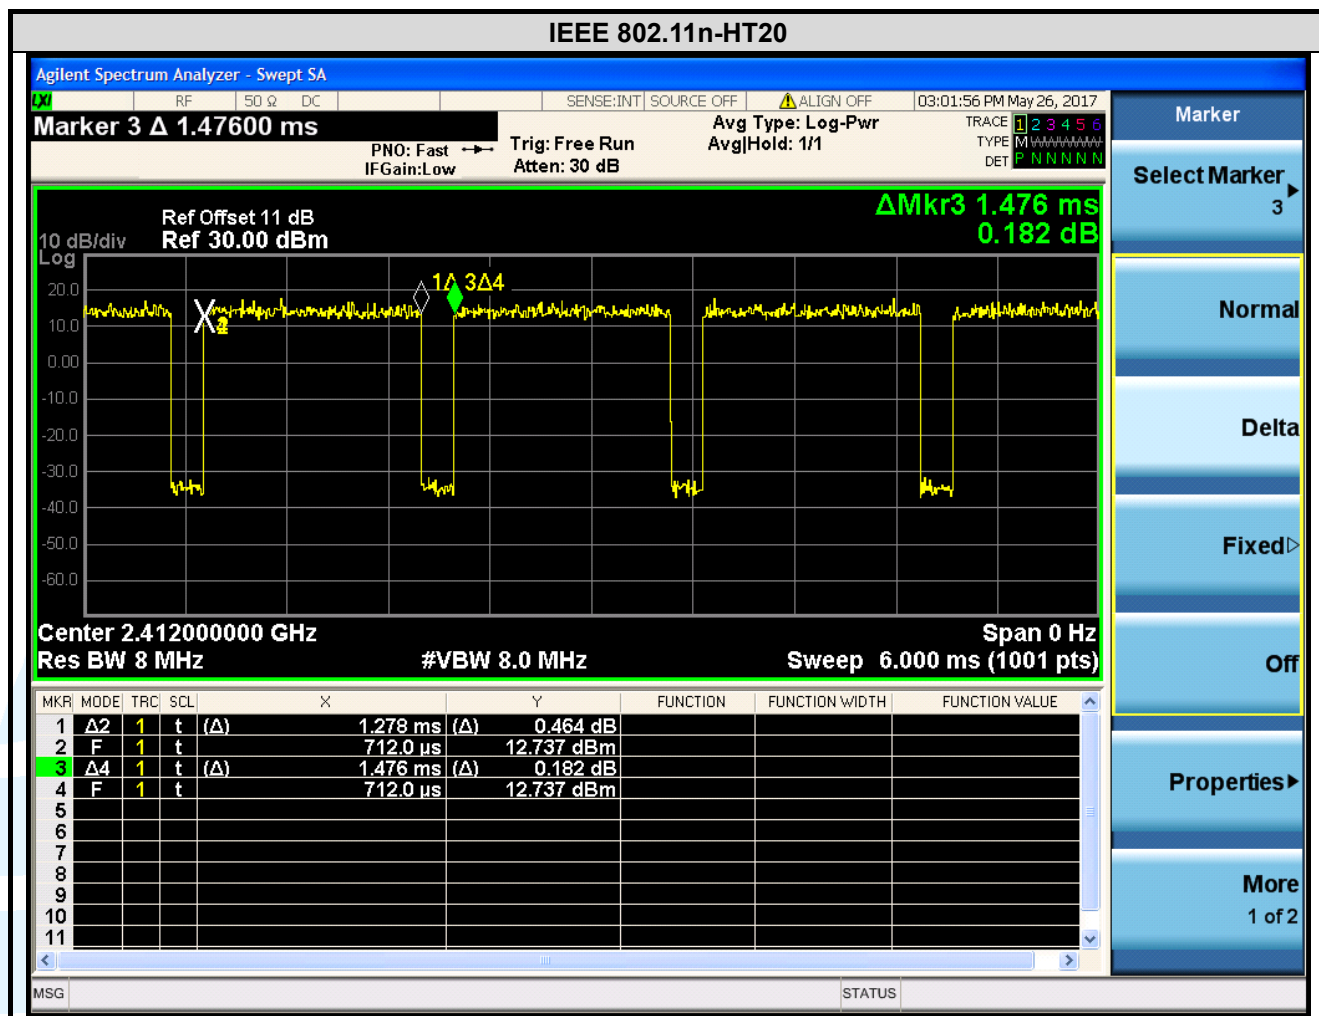 IEEE 802.11n-HT20
Agilent Spectrum Analyzer - Swept SA
LXI RF 50 Ω DC SENSE:INT SOURCE OFF ALIGN OFF 03:01:56 PM May 26, 2017
Marker 3 Δ 1.47600 ms
PNO: Fast
IFGain:Low
Trig: Free Run
Atten: 30 dB
Avg Type: Log-Pwr
Avg|Hold: 1/1
TRACE 1 2 3 4 5 6
TYPE M WWWWW
DET P N N N N N
ΔMkr3 1.476 ms
0.182 dB
Ref Offset 11 dB
10 dB/div Ref 30.00 dBm
Log
1Δ 3Δ4
20.0
10.0
0.00
-10.0
-20.0
-30.0
-40.0
-50.0
-60.0
Center 2.412000000 GHz Span 0 Hz
Res BW 8 MHz #VBW 8.0 MHz Sweep 6.000 ms (1001 pts)
MKR MODE TRC SCL X Y FUNCTION FUNCTION WIDTH FUNCTION VALUE
1 Δ2 1 t (Δ) 1.278 ms (Δ) 0.464 dB
2 F 1 t 712.0 µs 12.737 dBm
3 Δ4 1 t (Δ) 1.476 ms (Δ) 0.182 dB
4 F 1 t 712.0 µs 12.737 dBm
5
6
7
8
9
10
11
MSG STATUS
Marker
Select Marker
3
Normal
Delta
Fixed
Off
Properties
More
1 of 2